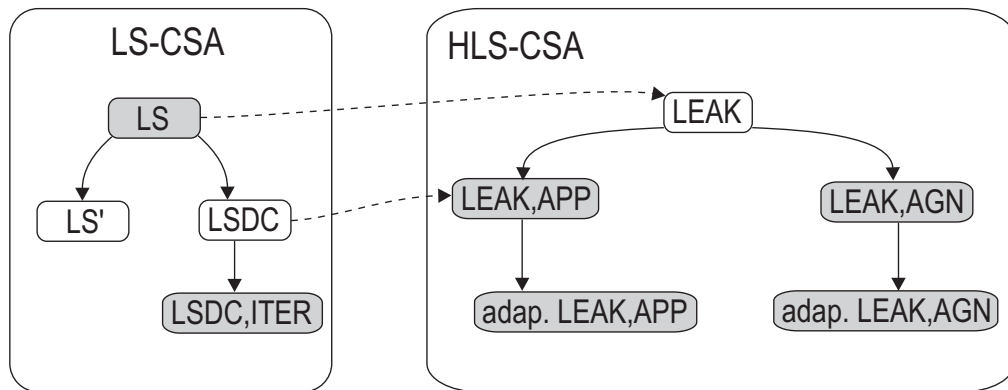 LS-CSA
LS
LS'
LSDC
LSDC,ITER
HLS-CSA
LEAK
LEAK,APP
LEAK,AGN
adap. LEAK,APP
adap. LEAK,AGN